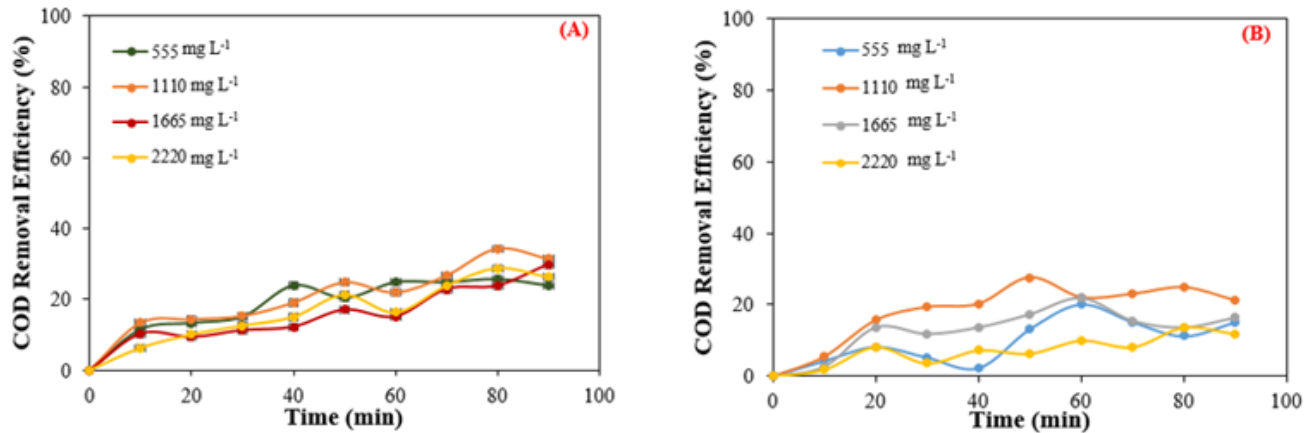 (A)
COD Removal Efficiency (%)
100
80
60
40
20
0
555 mg L⁻¹
1110 mg L⁻¹
1665 mg L⁻¹
2220 mg L⁻¹
0 20 40 60 80 100
Time (min)
(B)
COD Removal Efficiency (%)
100
80
60
40
20
0
555 mg L⁻¹
1110 mg L⁻¹
1665 mg L⁻¹
2220 mg L⁻¹
0 20 40 60 80 100
Time (min)